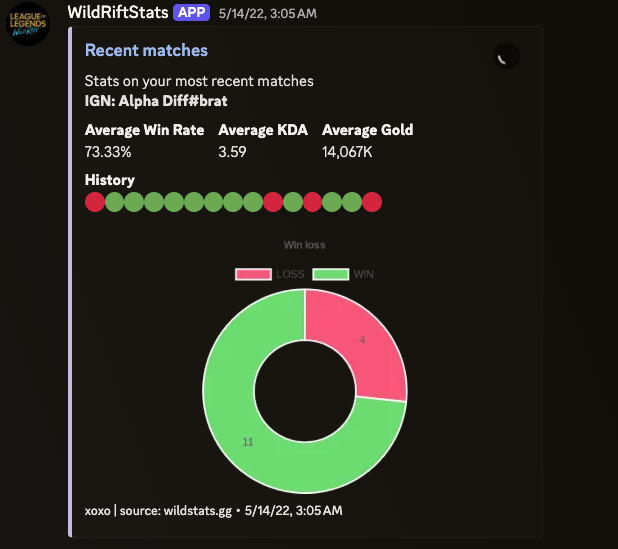 LEAGUE OF
LEGENDS
WILD RIFT
WildRiftStats APP 5/14/22, 3:05 AM
Recent matches
Stats on your most recent matches
IGN: Alpha Diff#brat
Average Win Rate Average KDA Average Gold
73.33% 3.59 14,067K
History
Win loss
LOSS WIN
4
11
xoxo | source: wildstats.gg • 5/14/22, 3:05 AM